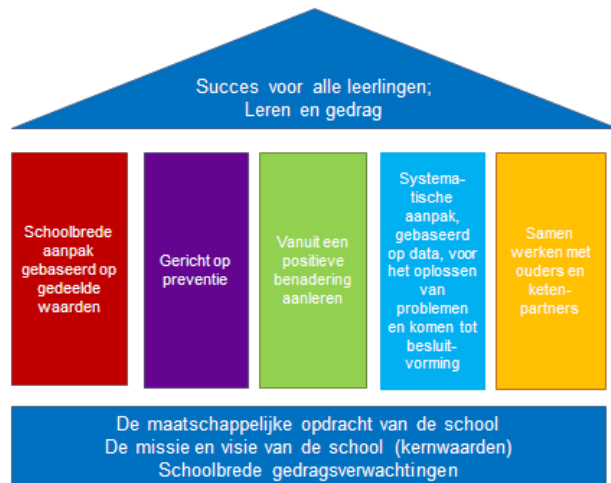 Succes voor alle leerlingen;
Leren en gedrag
Schoolbrede
aanpak
gebaseerd op
gedeelde
waarden
Gericht op
preventie
Vanuit een
positieve
benadering
aanleren
Systema-
tische
aanpak,
gebaseerd
op data, voor
het oplossen
van
problemen
en komen tot
besluit-
vorming
Samen
werken met
ouders en
keten-
partners
De maatschappelijke opdracht van de school
De missie en visie van de school (kernwaarden)
Schoolbrede gedragsverwachtingen